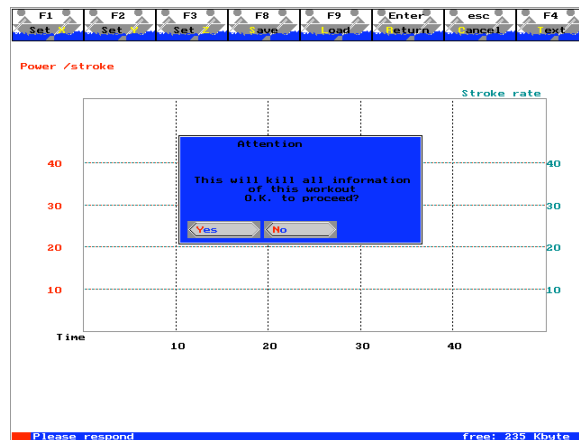 F1 F2 F3 F8 F9 Enter esc F4
Set X Set Y Set Z Save Load Return Cancel Text
Power /stroke
Stroke rate
Attention
This will kill all information
of this workout
O.K. to proceed?
Yes No
40 40
30 30
20 20
10 10
Time
10 20 30 40
Please respond free: 235 Kbyte